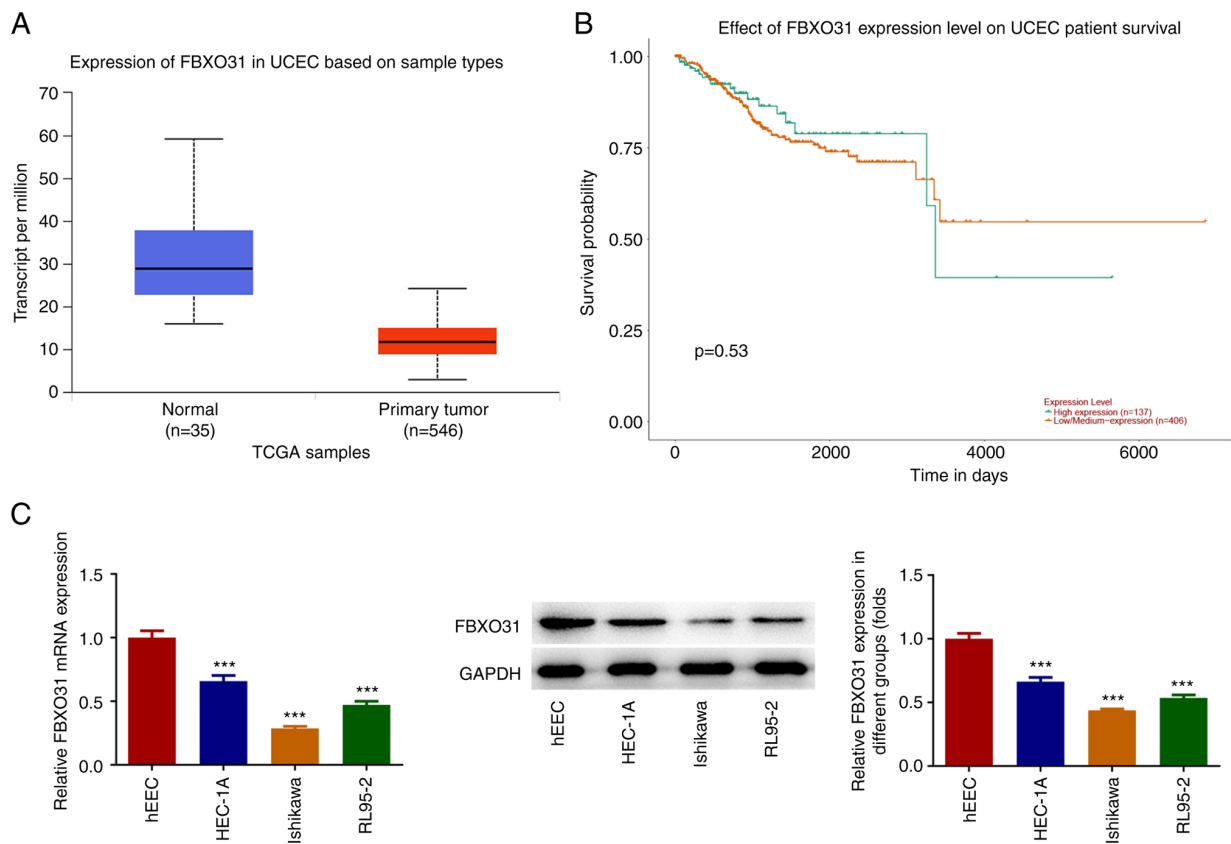 A
Expression of FBXO31 in UCEC based on sample types
Transcript per million
70
60
50
40
30
20
10
0
Normal
(n=35)
Primary tumor
(n=546)
TCGA samples
B
Effect of FBXO31 expression level on UCEC patient survival
Survival probability
1.00
0.75
0.50
0.25
0.00
p=0.53
Expression Level
High expression (n=137)
Low/Medium-expression (n=406)
0
2000
4000
6000
Time in days
C
Relative FBXO31 mRNA expression
1.5
1.0
0.5
0.0
***
***
***
hEEC
HEC-1A
Ishikawa
RL95-2
FBXO31
GAPDH
hEEC
HEC-1A
Ishikawa
RL95-2
Relative FBXO31 expression in
different groups (folds
1.5
1.0
0.5
0.0
***
***
***
hEEC
HEC-1A
Ishikawa
RL95-2